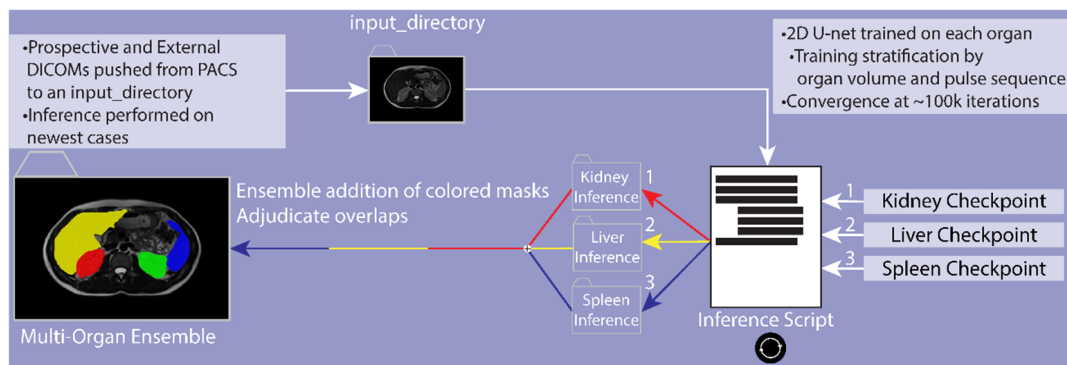 input_directory
•Prospective and External
DICOMs pushed from PACS
to an input_directory
•Inference performed on
newest cases
•2D U-net trained on each organ
•Training stratification by
organ volume and pulse sequence
•Convergence at ~100k iterations
Ensemble addition of colored masks
Adjudicate overlaps
Kidney
Inference
1
Liver
Inference
2
Spleen
Inference
3
1
Kidney Checkpoint
2
Liver Checkpoint
3
Spleen Checkpoint
Multi-Organ Ensemble
Inference Script